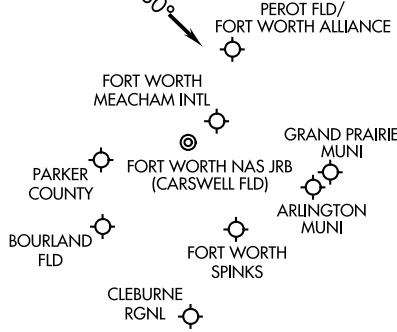 PEROT FLD/
FORT WORTH ALLIANCE
FORT WORTH
MEACHAM INTL
GRAND PRAIRIE
MUNI
PARKER
COUNTY
FORT WORTH NAS JRB
(CARSWELL FLD)
ARLINGTON
MUNI
BOURLAND
FLD
FORT WORTH
SPINKS
CLEBURNE
RGNL